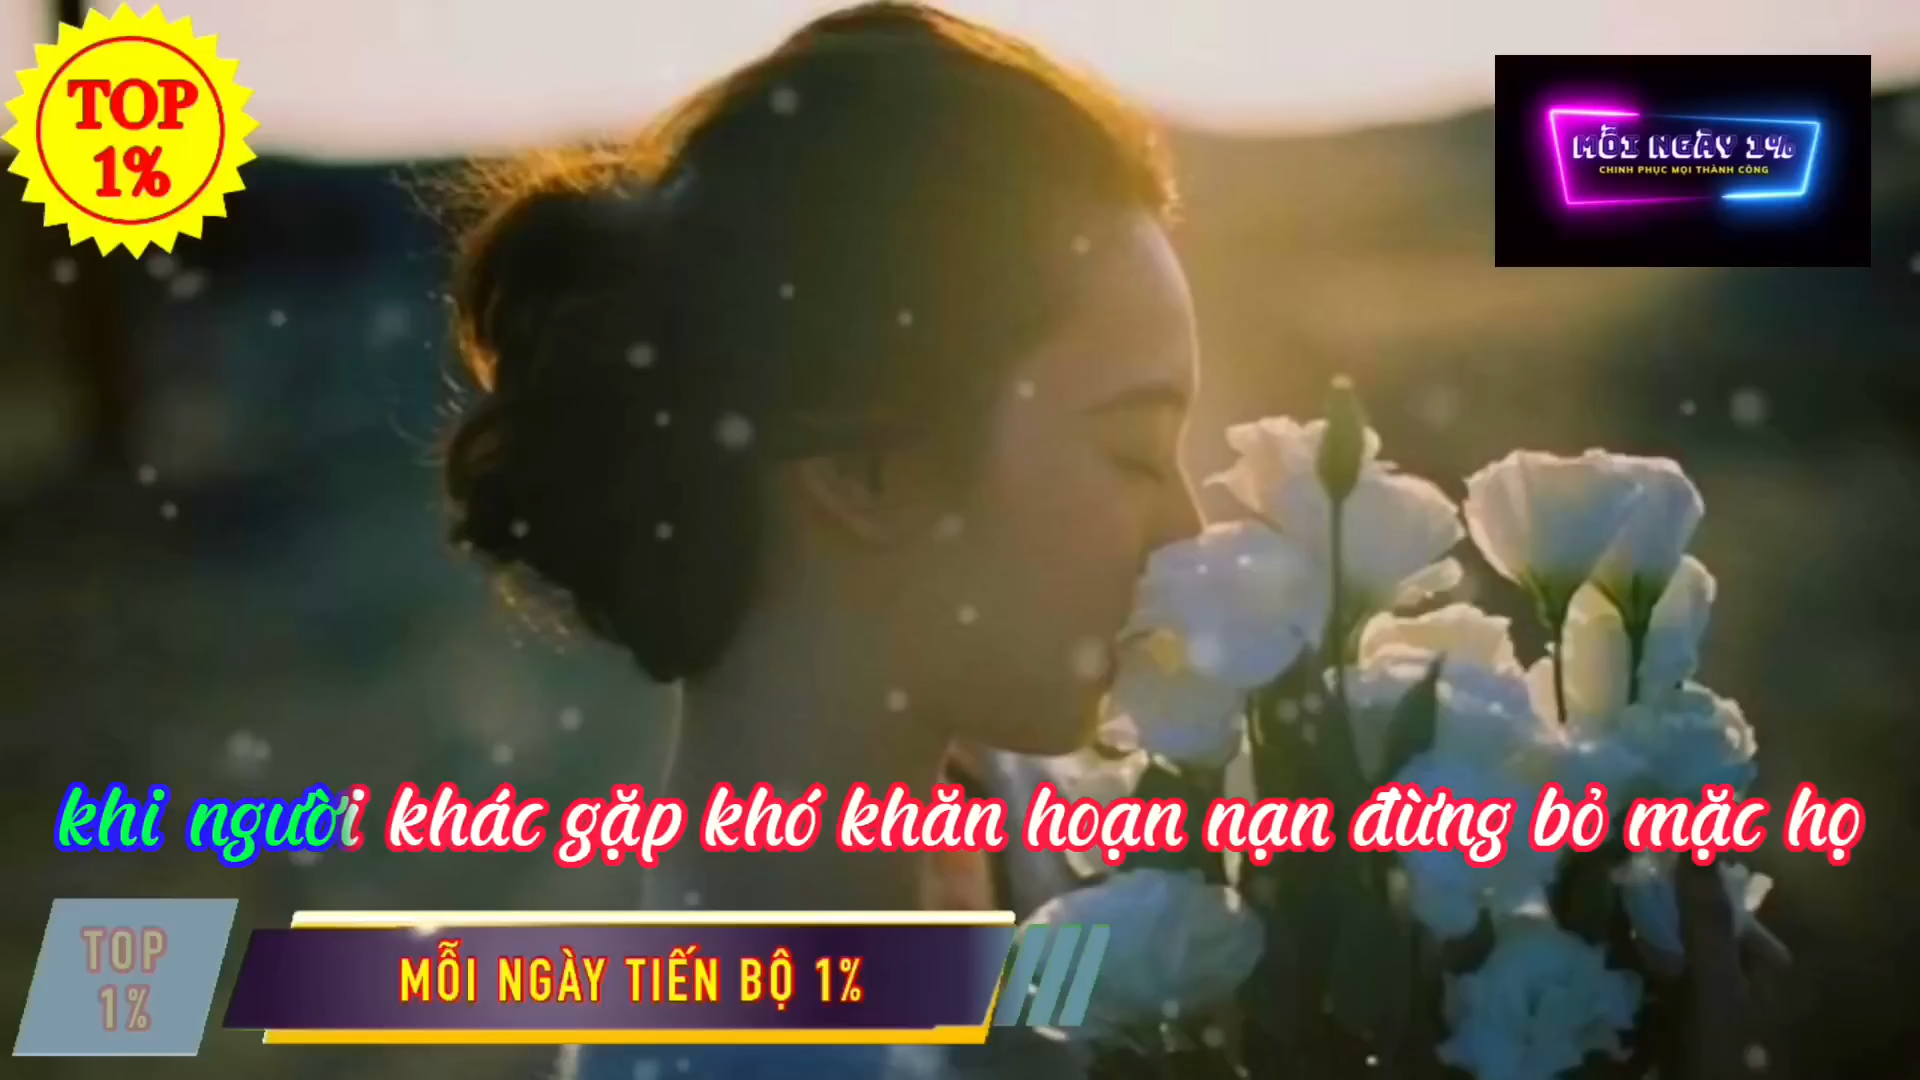 TOP
1%
MỖI NGÀY 1%
CHINH PHỤC MỌI THÀNH CÔNG
khi người khác gặp khó khăn hoạn nạn đừng bỏ mặc họ
TOP
1%
MỖI NGÀY TIẾN BỘ 1%